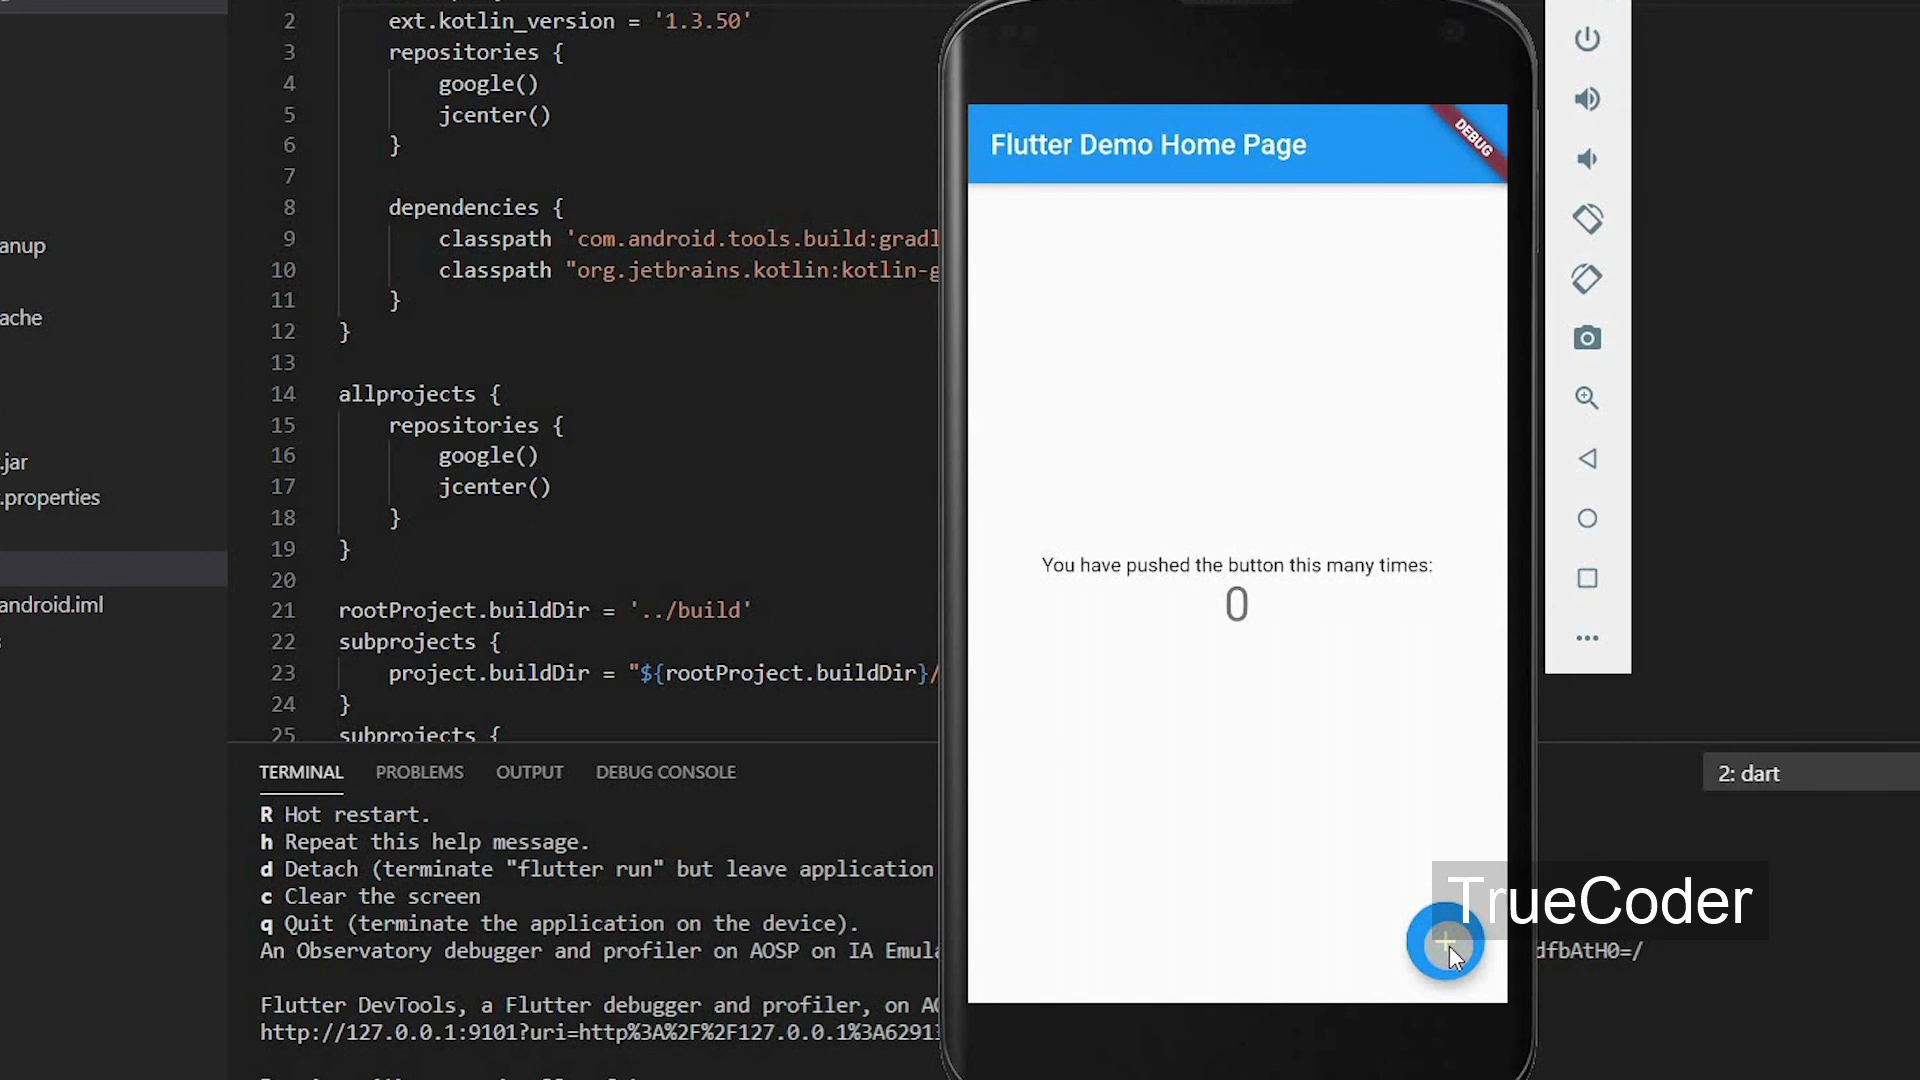 anup
ache
.jar
.properties
android.iml
2 ext.kotlin_version = '1.3.50'
3 repositories {
4 google()
5 jcenter()
6 }
7
8 dependencies {
9 classpath 'com.android.tools.build:gradl
10 classpath "org.jetbrains.kotlin:kotlin-g
11 }
12 }
13
14 allprojects {
15 repositories {
16 google()
17 jcenter()
18 }
19 }
20
21 rootProject.buildDir = '../build'
22 subprojects {
23 project.buildDir = "${rootProject.buildDir}/
24 }
25 subprojects {
TERMINAL PROBLEMS OUTPUT DEBUG CONSOLE
2: dart
R Hot restart.
h Repeat this help message.
d Detach (terminate "flutter run" but leave application
c Clear the screen
q Quit (terminate the application on the device).
An Observatory debugger and profiler on AOSP on IA Emula
dfbAtH0=/
Flutter DevTools, a Flutter debugger and profiler, on AO
http://127.0.0.1:9101?uri=http%3A%2F%2F127.0.0.1%3A62913
Flutter Demo Home Page
DEBUG
You have pushed the button this many times:
0
TrueCoder